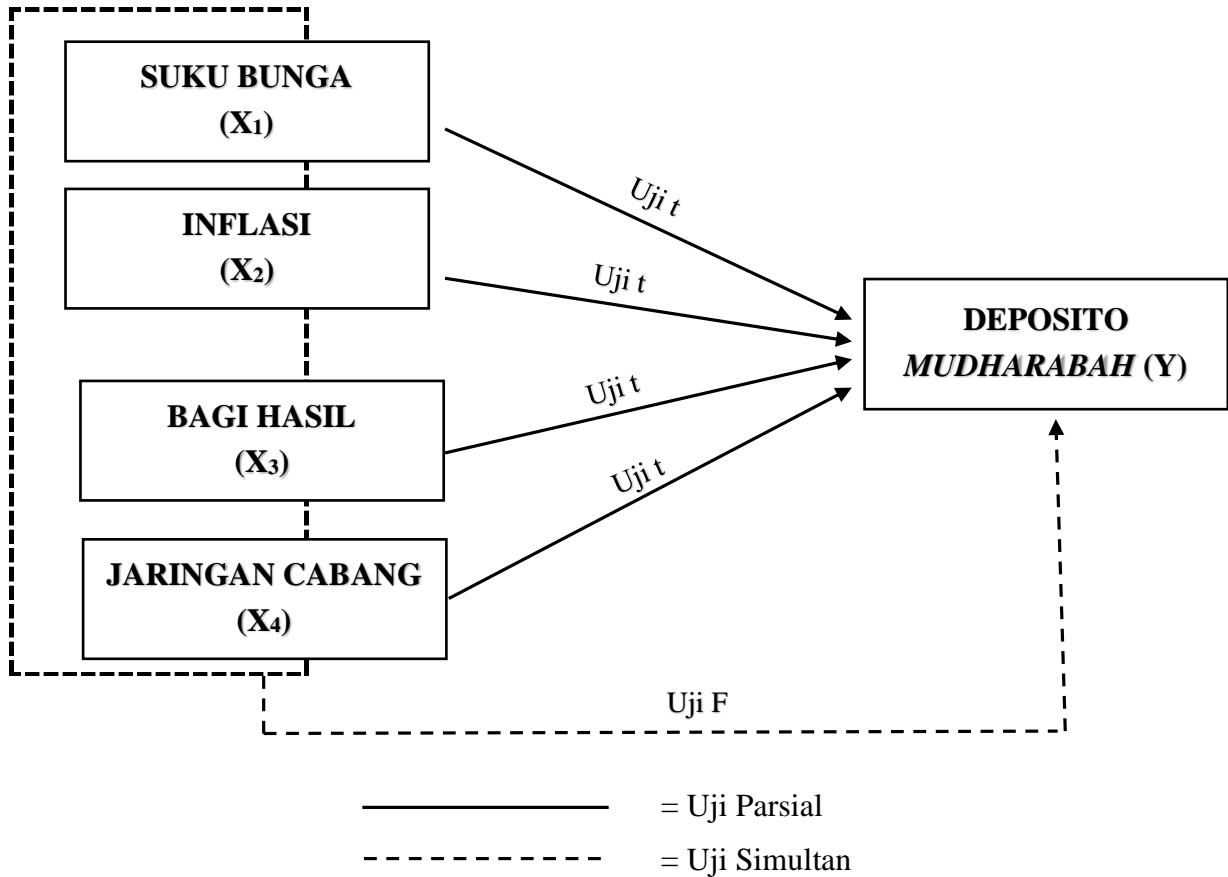 SUKU BUNGA
(X₁)
Uji t
INFLASI
(X₂)
Uji t
DEPOSITO
MUDHARABAH (Y)
BAGI HASIL
(X₃)
Uji t
JARINGAN CABANG
(X₄)
Uji t
Uji F
= Uji Parsial
= Uji Simultan